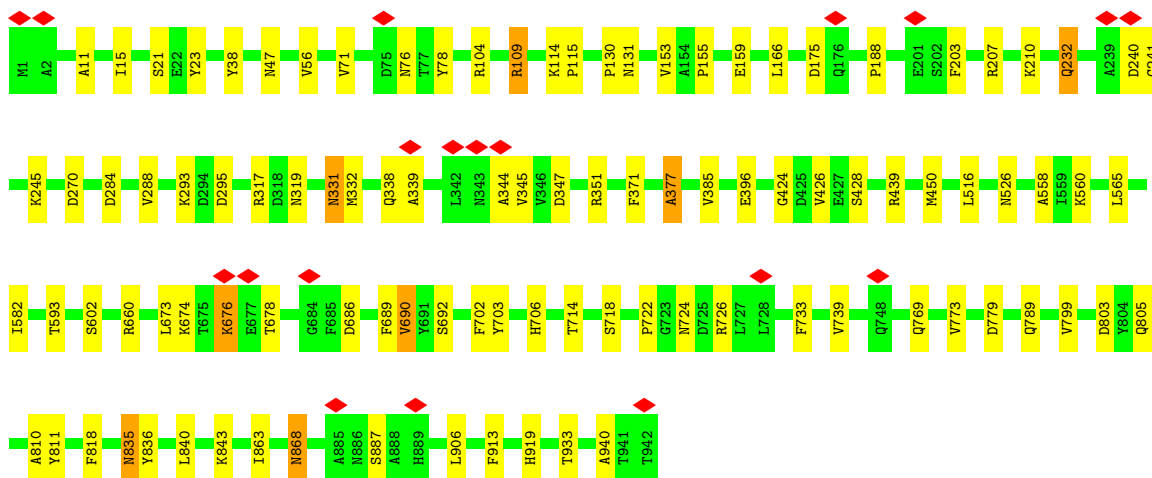 M1 A2 A11 I15 S21 E22 Y23 Y38 N47 V56 V71 D75 N76 T77 Y78 R104 R109 K114 P115 P130 N131 V153 A154 P155 E159 L166 D175 Q176 P188 E201 S202 F203 R207 K210 Q232 A239 D240
K245 D270 D284 V288 K293 D294 D295 R317 D318 N319 N331 M332 Q338 A339 L342 N343 A344 V345 V346 D347 R351 F371 A377 V385 E396 G424 D425 V426 E427 S428 R439 M450 L516 N526 A558 I559 K560 L565
I582 T593 S602 R660 L673 K674 T675 K676 E677 T678 G684 F685 D686 F689 V690 Y691 S692 F702 Y703 H706 T714 S718 P722 G723 N724 D725 R726 L727 L728 F733 V739 Q748 Q769 V773 D779 Q789 V799 D803 Y804 Q805
A810 Y811 F818 N835 Y836 L840 K843 I863 N868 A885 N886 S887 A888 H889 L906 F913 H919 T933 A940 T941 T942